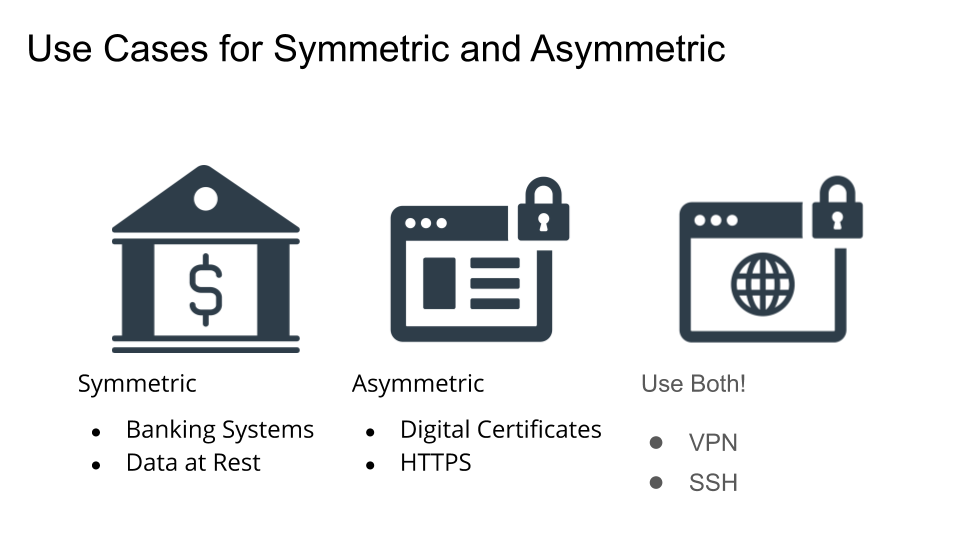 Use Cases for Symmetric and Asymmetric
$
Symmetric
● Banking Systems
● Data at Rest
Asymmetric
● Digital Certificates
● HTTPS
Use Both!
● VPN
● SSH